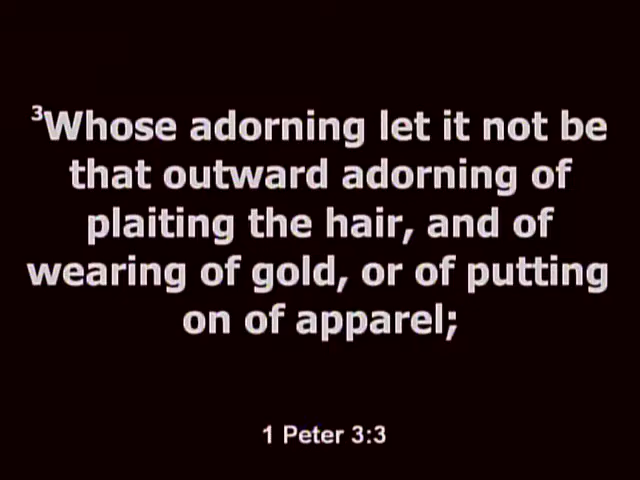 ³Whose adorning let it not be
that outward adorning of
plaiting the hair, and of
wearing of gold, or of putting
on of apparel;
1 Peter 3:3